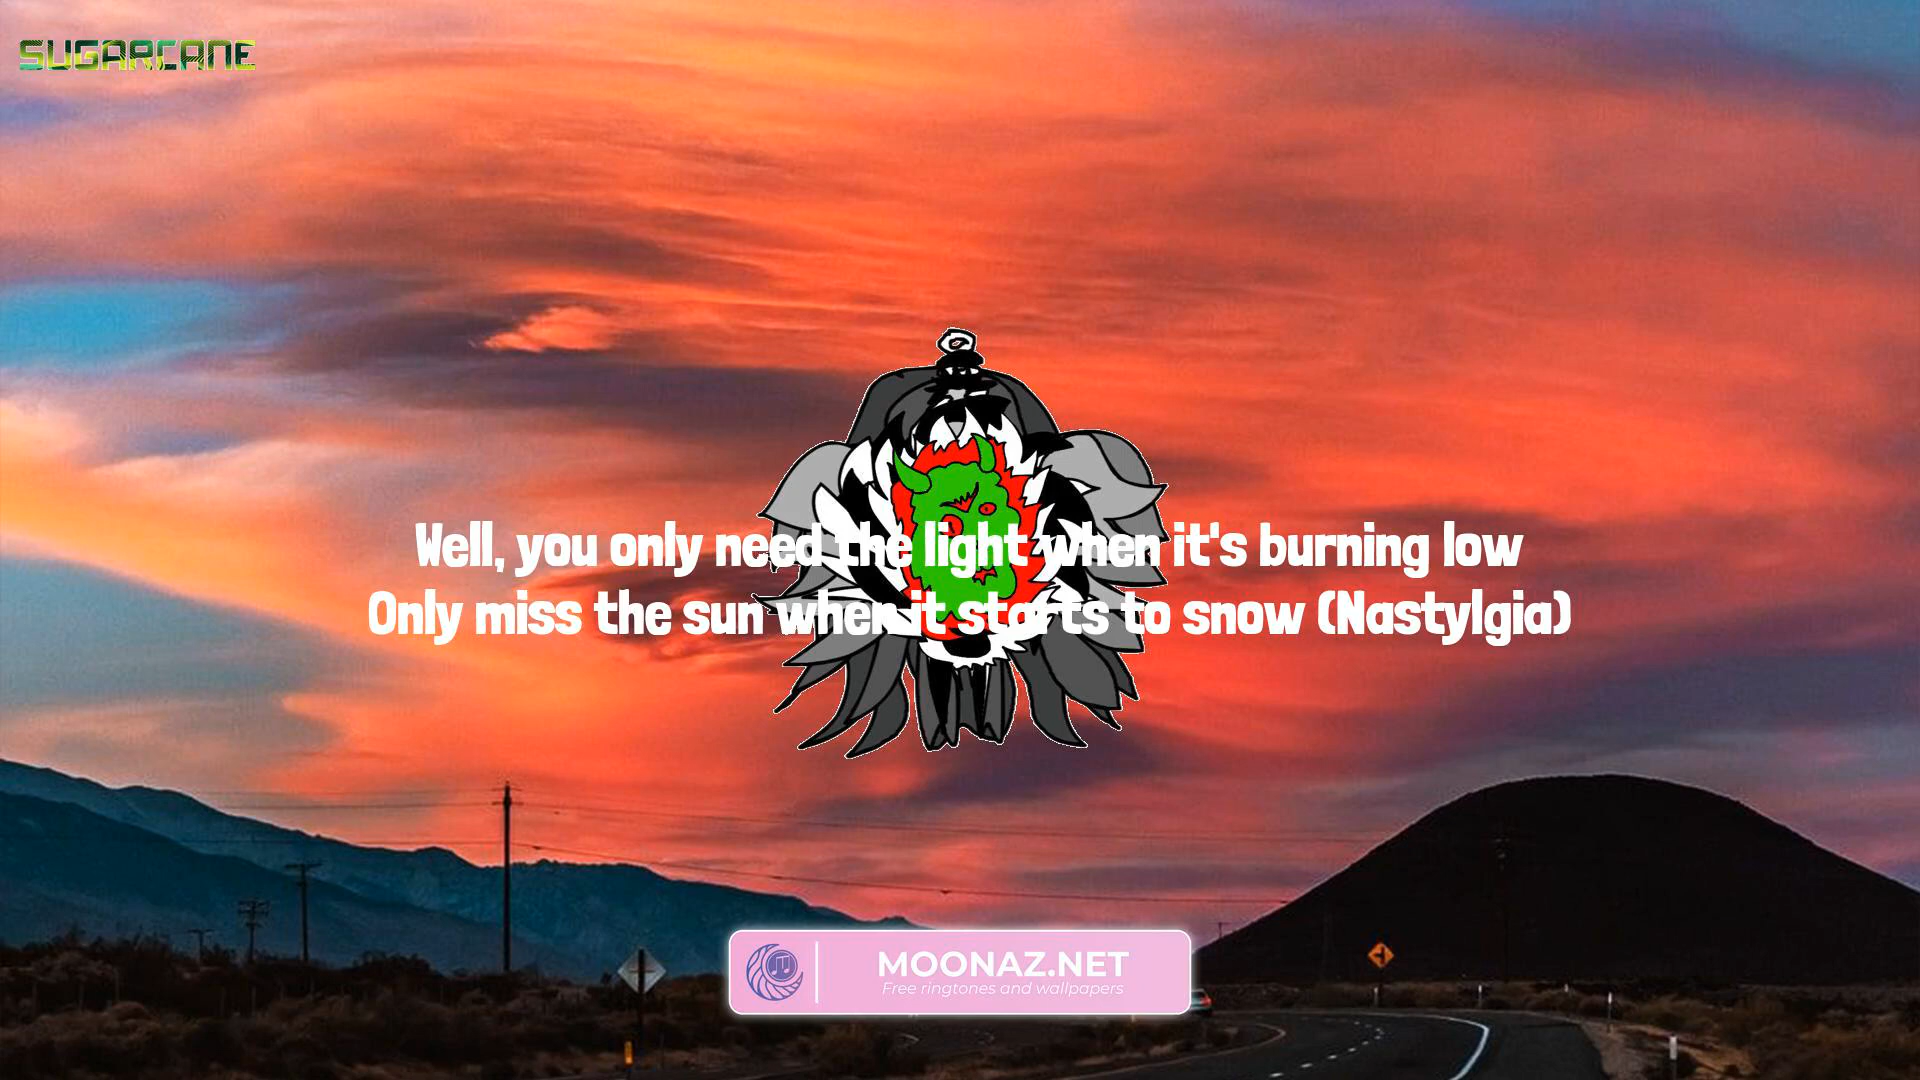 SUGARCANE
Well, you only need the light when it's burning low
Only miss the sun when it starts to snow (Nastylgia)
MOONAZ.NET
Free ringtones and wallpapers